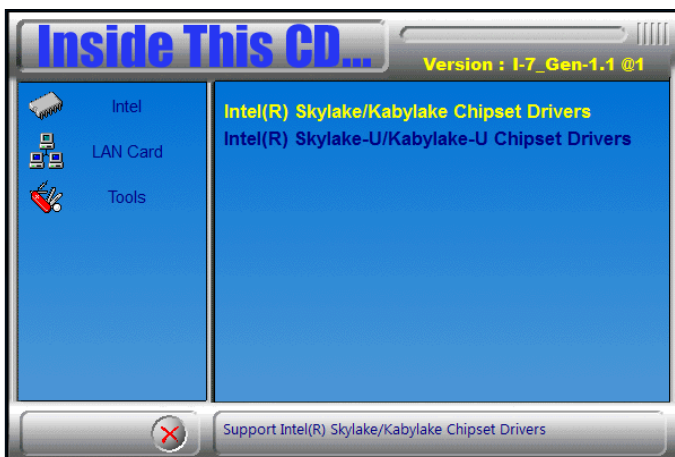 Inside This CD...
Version : I-7_Gen-1.1 @1
Intel
LAN Card
Tools
Intel(R) Skylake/Kabylake Chipset Drivers
Intel(R) Skylake-U/Kabylake-U Chipset Drivers
Support Intel(R) Skylake/Kabylake Chipset Drivers